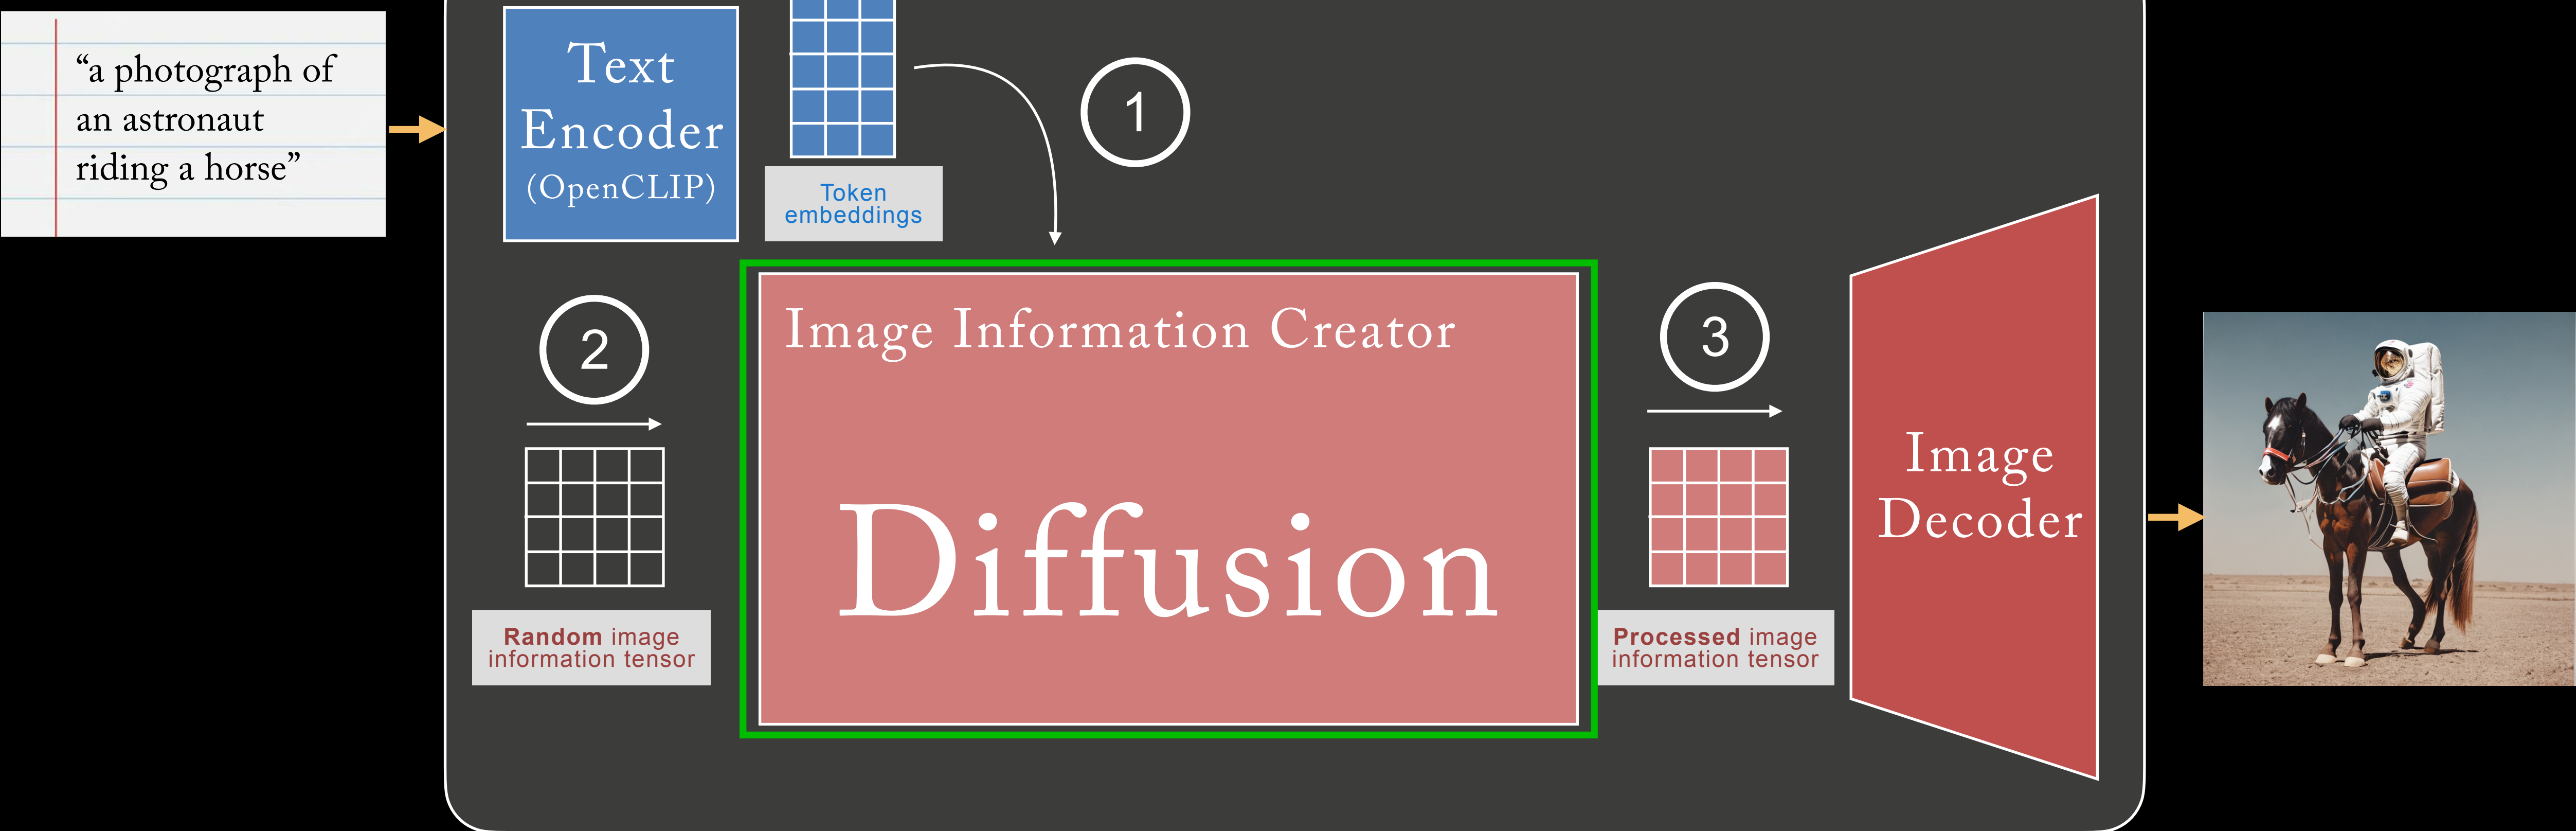 “a photograph of
an astronaut
riding a horse”
Text
Encoder
(OpenCLIP)
Token
embeddings
1
2
Random image
information tensor
Image Information Creator
Diffusion
3
Processed image
information tensor
Image
Decoder